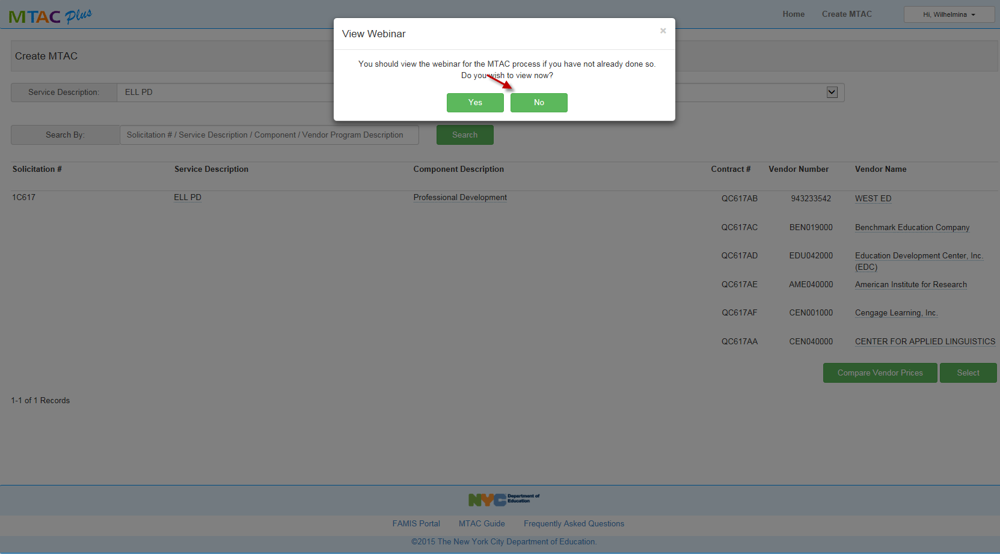 MTAC Plus
Home Create MTAC Hi, Wilhelmina
View Webinar ×
You should view the webinar for the MTAC process if you have not already done so.
Do you wish to view now?
Yes No
Create MTAC
Service Description: ELL PD
Search By: Solicitation # / Service Description / Component / Vendor Program Description Search
Solicitation # Service Description Component Description Contract # Vendor Number Vendor Name
1C617 ELL PD Professional Development QC617AB 943233542 WEST ED
QC617AC BEN019000 Benchmark Education Company
QC617AD EDU042000 Education Development Center, Inc.
(EDC)
QC617AE AME040000 American Institute for Research
QC617AF CEN001000 Cengage Learning, Inc.
QC617AA CEN040000 CENTER FOR APPLIED LINGUISTICS
Compare Vendor Prices Select
1-1 of 1 Records
NYC Department of
Education
FAMIS Portal MTAC Guide Frequently Asked Questions
©2015 The New York City Department of Education.